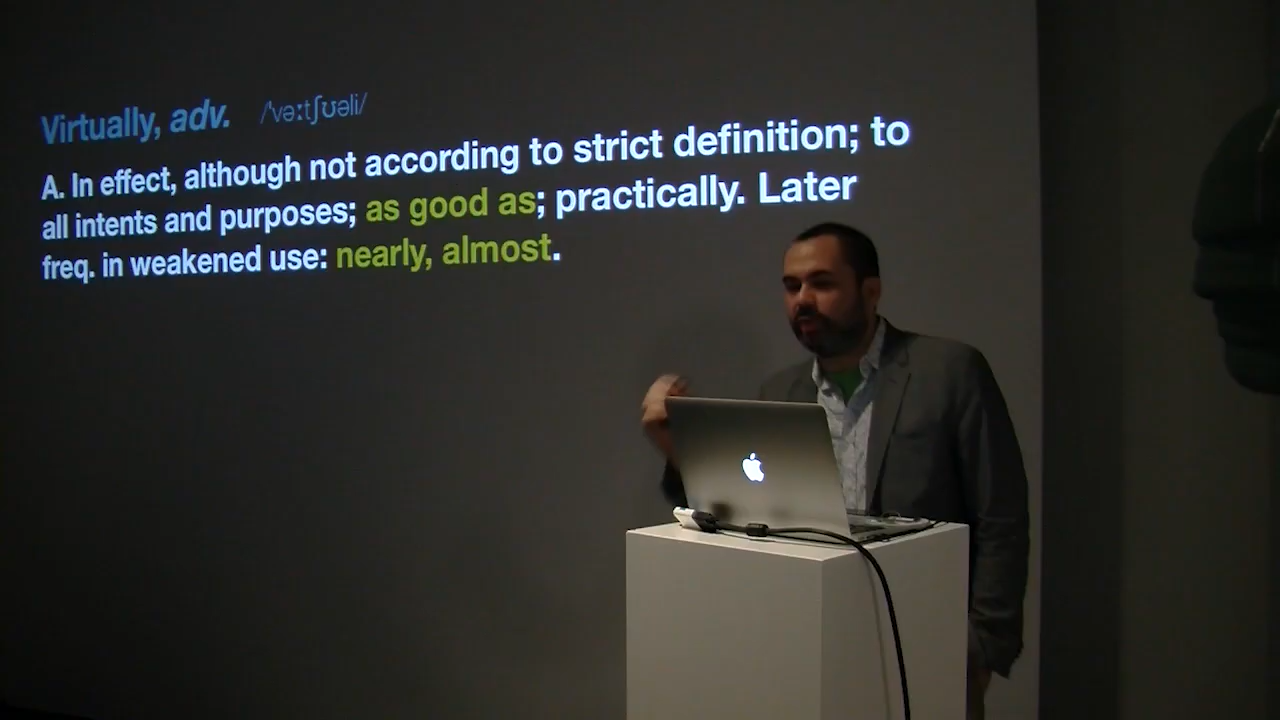 Virtually, adv. /ˈvəːtʃʊəli/
A. In effect, although not according to strict definition; to
all intents and purposes; as good as; practically. Later
freq. in weakened use: nearly, almost.